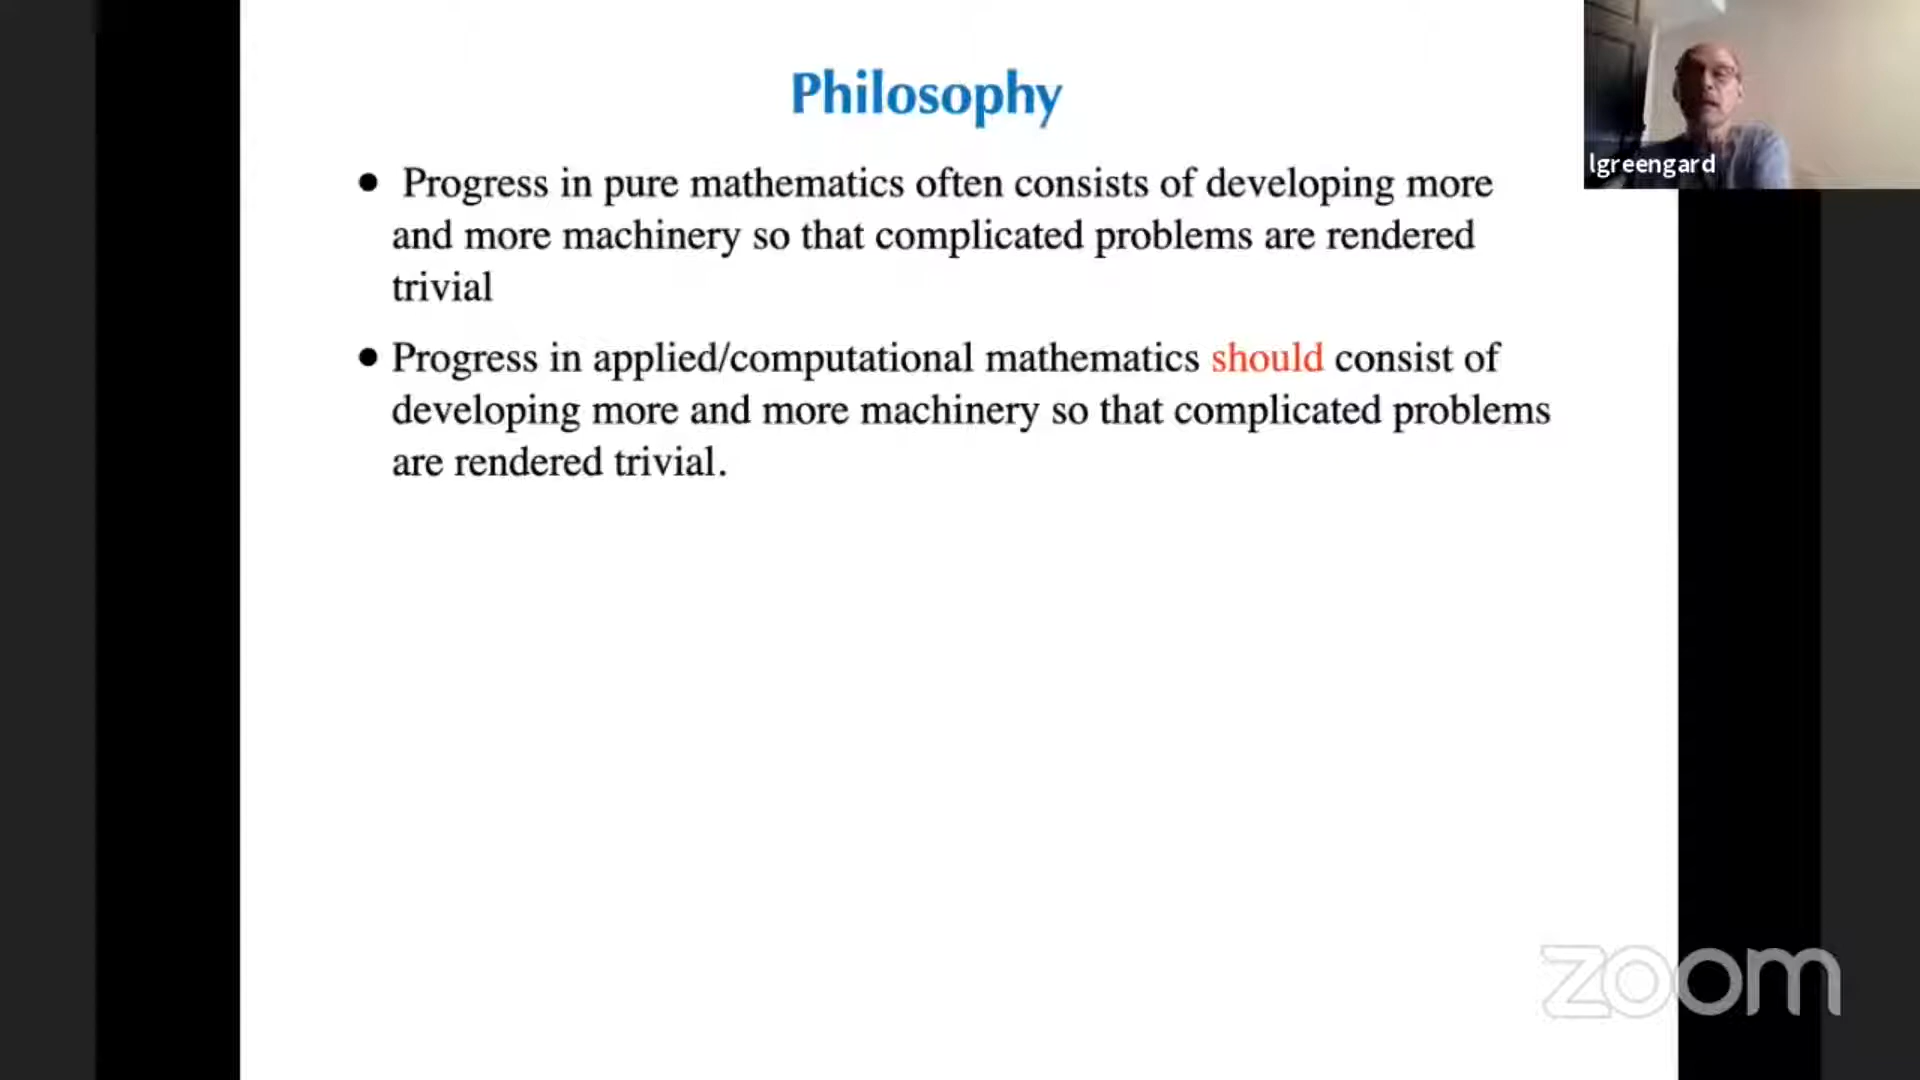 Philosophy
lgreengard
• Progress in pure mathematics often consists of developing more
and more machinery so that complicated problems are rendered
trivial
• Progress in applied/computational mathematics should consist of
developing more and more machinery so that complicated problems
are rendered trivial.
zoom